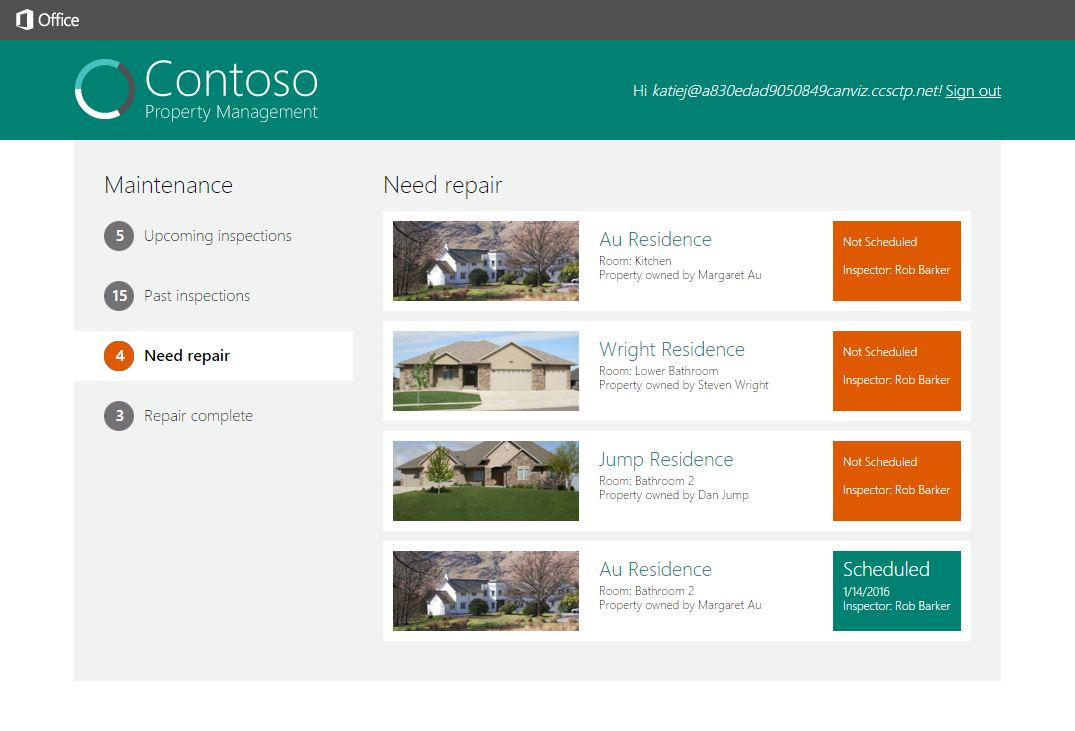 Office
Contoso
Property Management
Hi katiej@a830edad9050849canviz.ccsctp.net! Sign out
Maintenance
5 Upcoming inspections
15 Past inspections
4 Need repair
3 Repair complete
Need repair
Au Residence
Room: Kitchen
Property owned by Margaret Au
Not Scheduled
Inspector: Rob Barker
Wright Residence
Room: Lower Bathroom
Property owned by Steven Wright
Not Scheduled
Inspector: Rob Barker
Jump Residence
Room: Bathroom 2
Property owned by Dan Jump
Not Scheduled
Inspector: Rob Barker
Au Residence
Room: Bathroom 2
Property owned by Margaret Au
Scheduled
1/14/2016
Inspector: Rob Barker